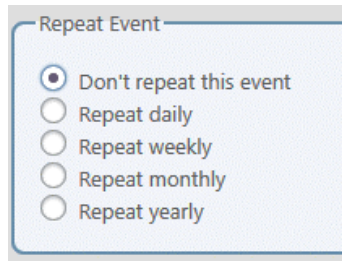 Repeat Event
Don't repeat this event
Repeat daily
Repeat weekly
Repeat monthly
Repeat yearly